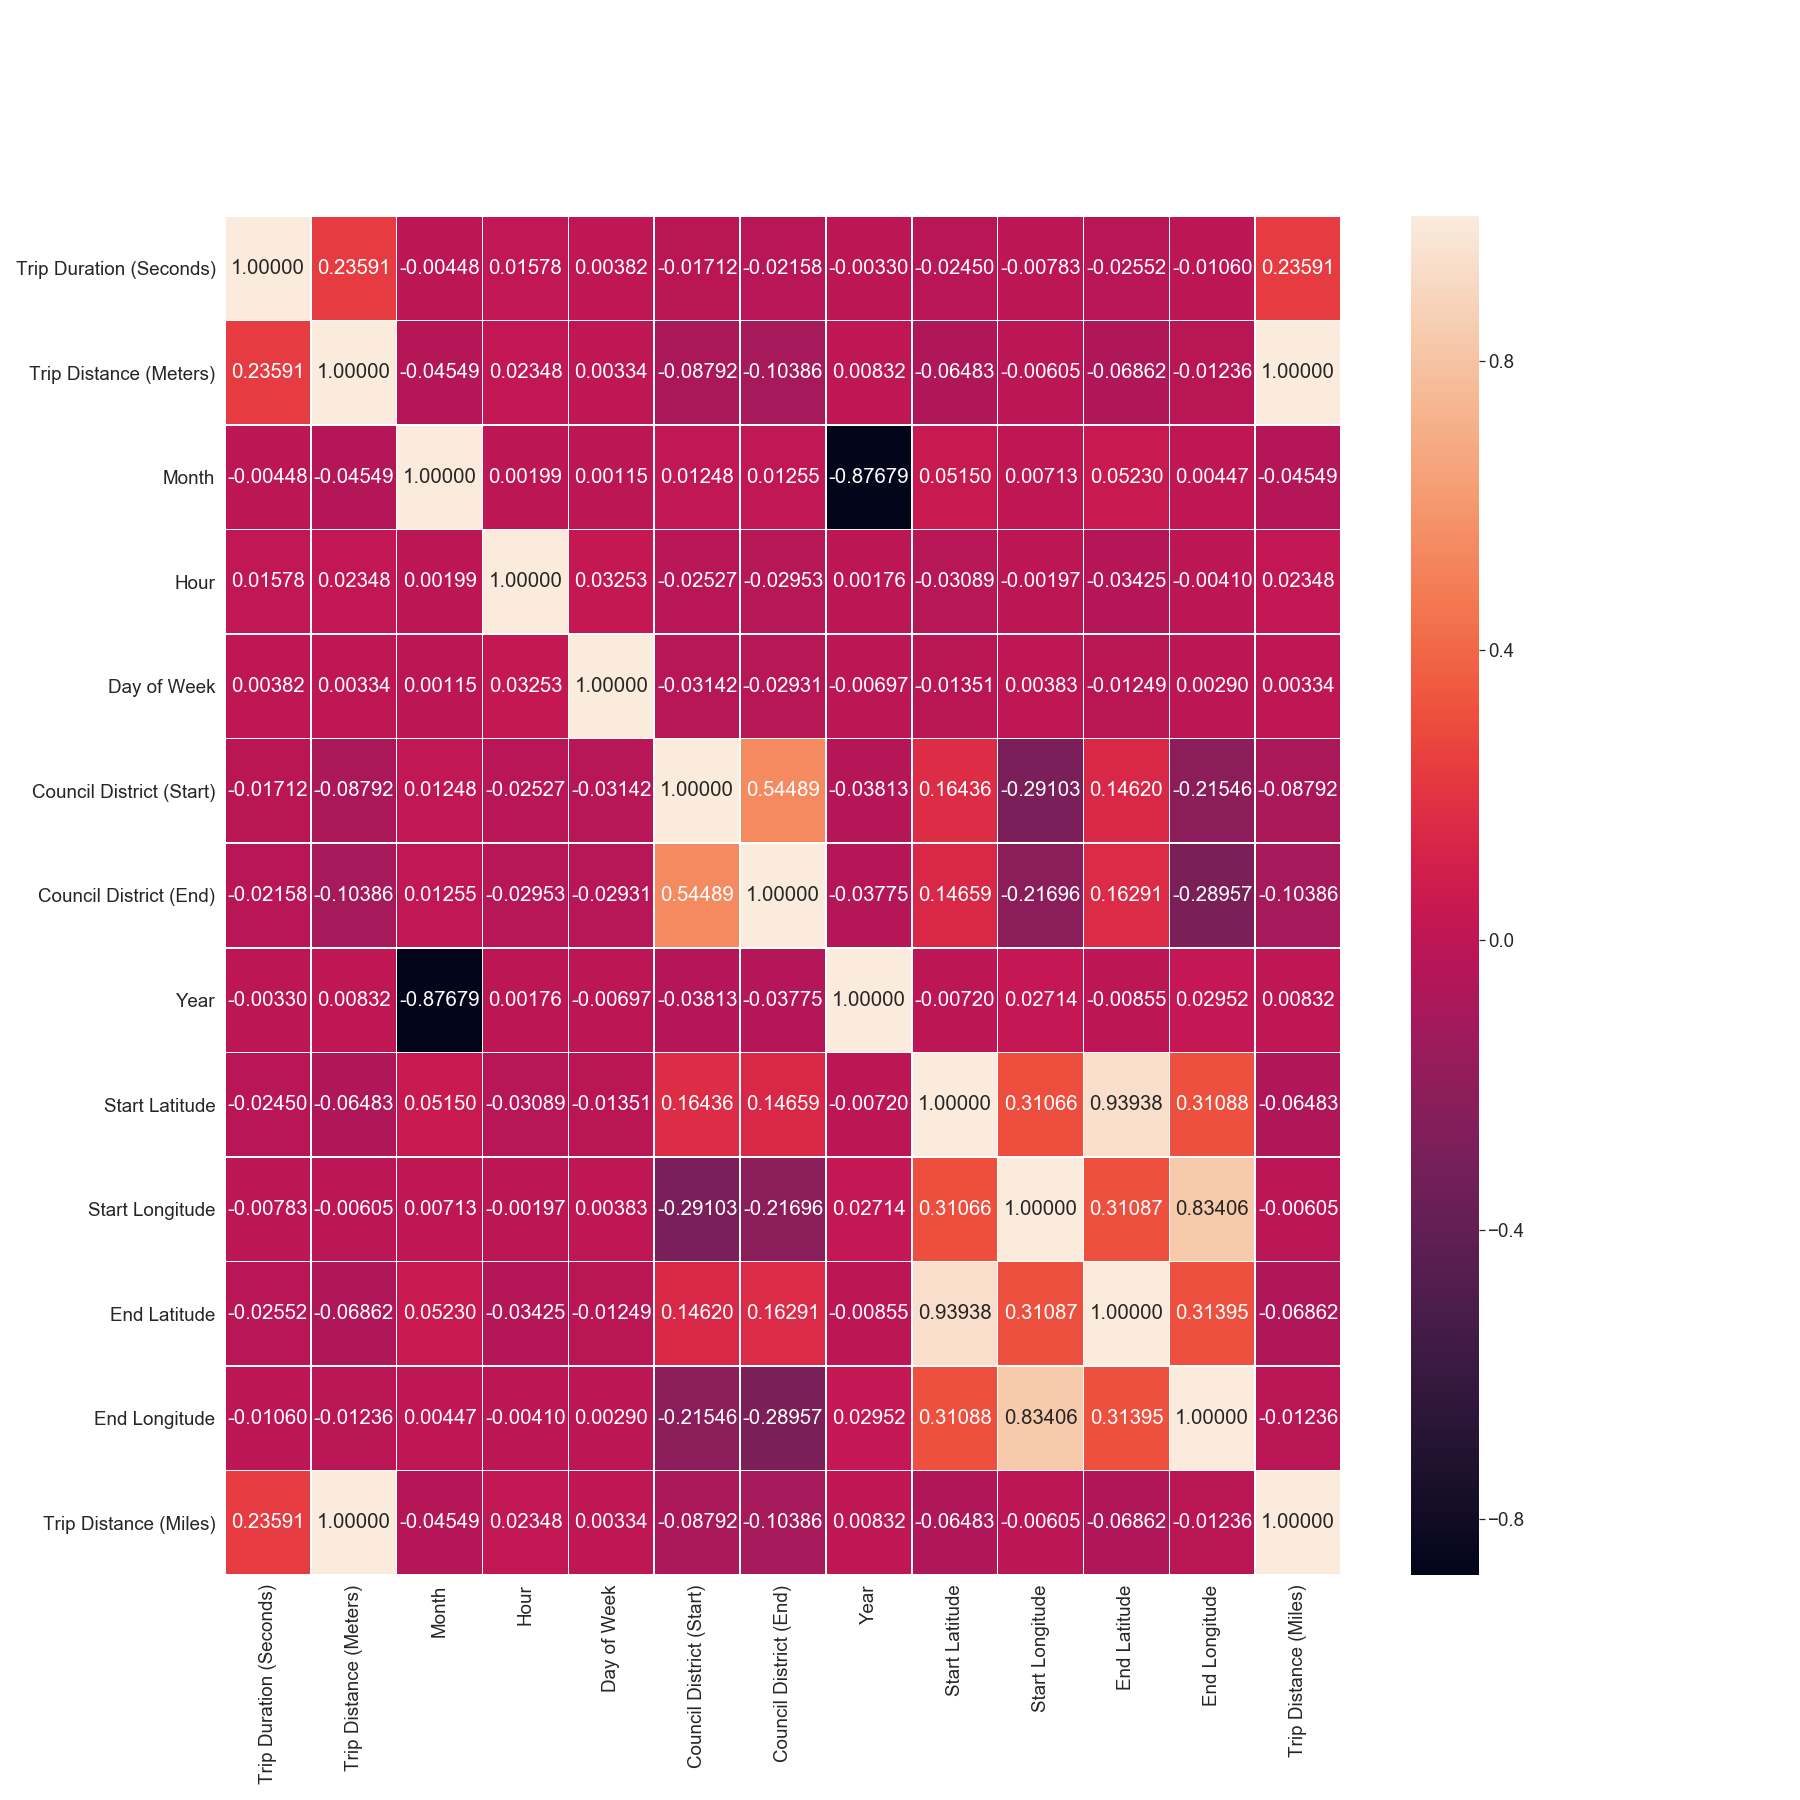 Trip Duration (Seconds) 1.00000 0.23591 -0.00448 0.01578 0.00382 -0.01712 -0.02158 -0.00330 -0.02450 -0.00783 -0.02552 -0.01060 0.23591
Trip Distance (Meters) 0.23591 1.00000 -0.04549 0.02348 0.00334 -0.08792 -0.10386 0.00832 -0.06483 -0.00605 -0.06862 -0.01236 1.00000
Month -0.00448 -0.04549 1.00000 0.00199 0.00115 0.01248 0.01255 -0.87679 0.05150 0.00713 0.05230 0.00447 -0.04549
Hour 0.01578 0.02348 0.00199 1.00000 0.03253 -0.02527 -0.02953 0.00176 -0.03089 -0.00197 -0.03425 -0.00410 0.02348
Day of Week 0.00382 0.00334 0.00115 0.03253 1.00000 -0.03142 -0.02931 -0.00697 -0.01351 0.00383 -0.01249 0.00290 0.00334
Council District (Start) -0.01712 -0.08792 0.01248 -0.02527 -0.03142 1.00000 0.54489 -0.03813 0.16436 -0.29103 0.14620 -0.21546 -0.08792
Council District (End) -0.02158 -0.10386 0.01255 -0.02953 -0.02931 0.54489 1.00000 -0.03775 0.14659 -0.21696 0.16291 -0.28957 -0.10386
Year -0.00330 0.00832 -0.87679 0.00176 -0.00697 -0.03813 -0.03775 1.00000 -0.00720 0.02714 -0.00855 0.02952 0.00832
Start Latitude -0.02450 -0.06483 0.05150 -0.03089 -0.01351 0.16436 0.14659 -0.00720 1.00000 0.31066 0.93938 0.31088 -0.06483
Start Longitude -0.00783 -0.00605 0.00713 -0.00197 0.00383 -0.29103 -0.21696 0.02714 0.31066 1.00000 0.31087 0.83406 -0.00605
End Latitude -0.02552 -0.06862 0.05230 -0.03425 -0.01249 0.14620 0.16291 -0.00855 0.93938 0.31087 1.00000 0.31395 -0.06862
End Longitude -0.01060 -0.01236 0.00447 -0.00410 0.00290 -0.21546 -0.28957 0.02952 0.31088 0.83406 0.31395 1.00000 -0.01236
Trip Distance (Miles) 0.23591 1.00000 -0.04549 0.02348 0.00334 -0.08792 -0.10386 0.00832 -0.06483 -0.00605 -0.06862 -0.01236 1.00000
Trip Duration (Seconds)
Trip Distance (Meters)
Month
Hour
Day of Week
Council District (Start)
Council District (End)
Year
Start Latitude
Start Longitude
End Latitude
End Longitude
Trip Distance (Miles)
0.8
0.4
0.0
−0.4
−0.8